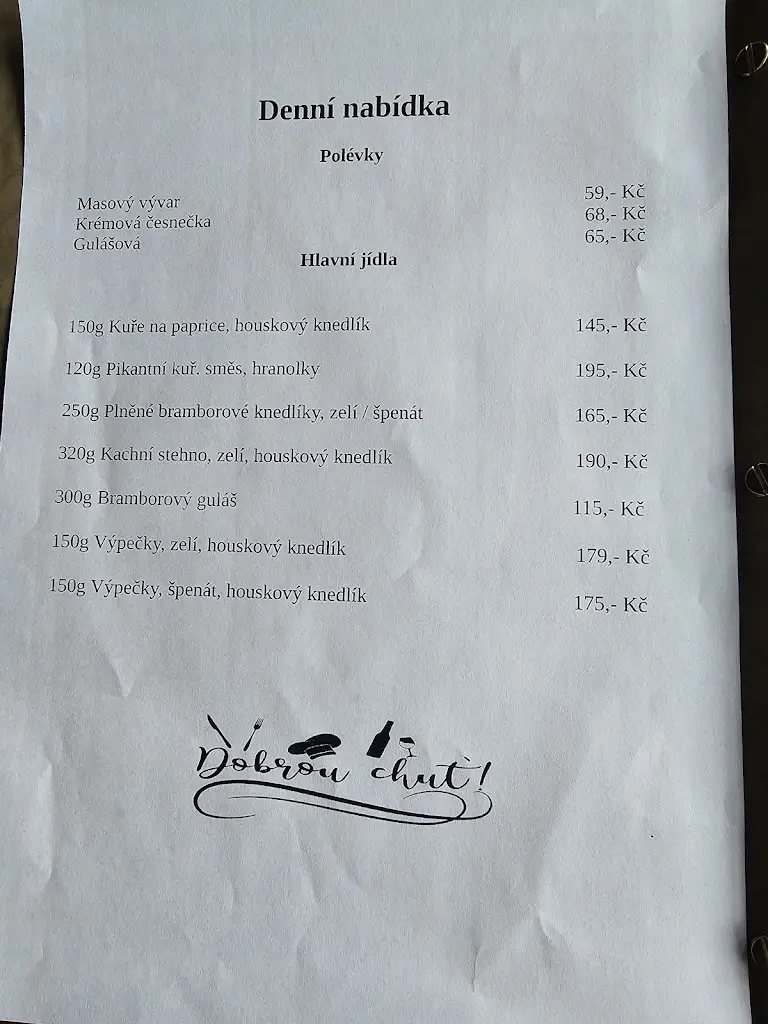 Denní nabídka
Polévky
Masový vývar 59,- Kč
Krémová česnečka 68,- Kč
Gulášová 65,- Kč
Hlavní jídla
150g Kuře na paprice, houskový knedlík 145,- Kč
120g Pikantní kuř. směs, hranolky 195,- Kč
250g Plněné bramborové knedlíky, zelí / špenát 165,- Kč
320g Kachní stehno, zelí, houskový knedlík 190,- Kč
300g Bramborový guláš 115,- Kč
150g Výpečky, zelí, houskový knedlík 179,- Kč
150g Výpečky, špenát, houskový knedlík 175,- Kč
Dobrou chuť!